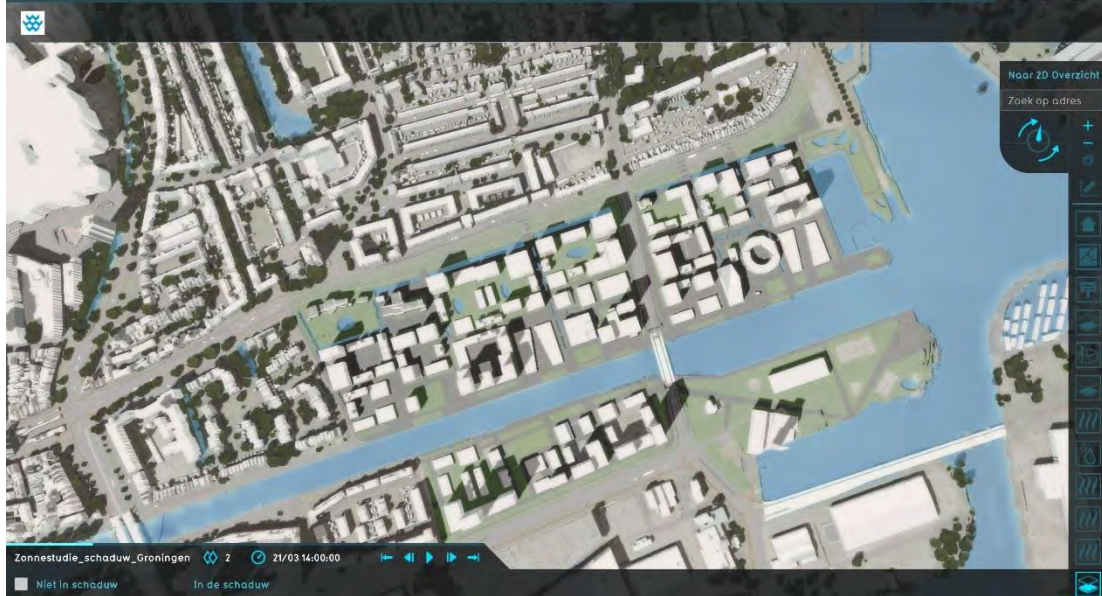 Naar 2D Overzicht
Zoek op adres
Zonnestudie_schaduw_Groningen 2 21/03 14:00:00
Niet in schaduw In de schaduw